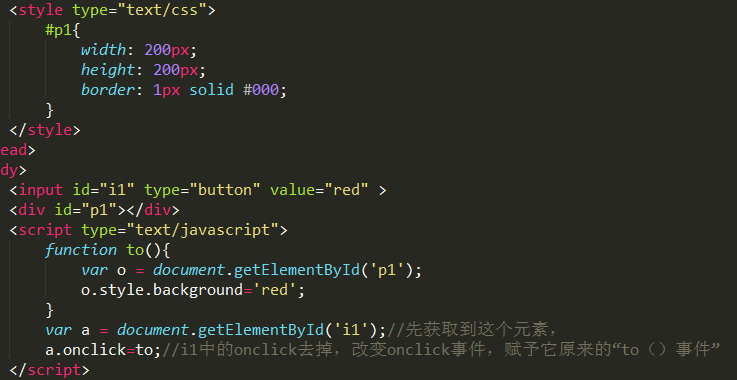 <style type="text/css">
#p1{
width: 200px;
height: 200px;
border: 1px solid #000;
}
</style>
ead>
dy>
<input id="i1" type="button" value="red" >
<div id="p1"></div>
<script type="text/javascript">
function to(){
var o = document.getElementById('p1');
o.style.background='red';
}
var a = document.getElementById('i1');//先获取到这个元素，
a.onclick=to;//i1中的onclick去掉，改变onclick事件，赋予它原来的“to（）事件”
</script>